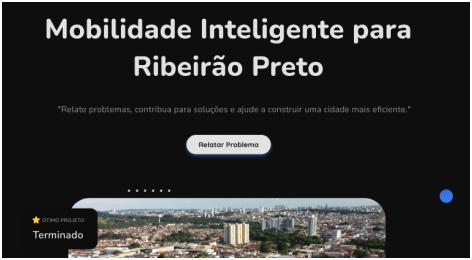 Mobilidade Inteligente para
Ribeirão Preto
"Relate problemas, contribua para soluções e ajude a construir uma cidade mais eficiente."
Relatar Problema
OTIMO PROJETO
Terminado